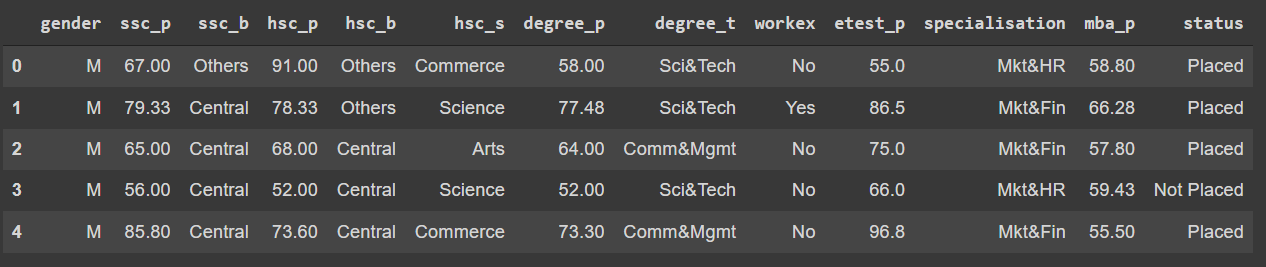 gender ssc_p ssc_b hsc_p hsc_b hsc_s degree_p degree_t workex etest_p specialisation mba_p status
0 M 67.00 Others 91.00 Others Commerce 58.00 Sci&Tech No 55.0 Mkt&HR 58.80 Placed
1 M 79.33 Central 78.33 Others Science 77.48 Sci&Tech Yes 86.5 Mkt&Fin 66.28 Placed
2 M 65.00 Central 68.00 Central Arts 64.00 Comm&Mgmt No 75.0 Mkt&Fin 57.80 Placed
3 M 56.00 Central 52.00 Central Science 52.00 Sci&Tech No 66.0 Mkt&HR 59.43 Not Placed
4 M 85.80 Central 73.60 Central Commerce 73.30 Comm&Mgmt No 96.8 Mkt&Fin 55.50 Placed